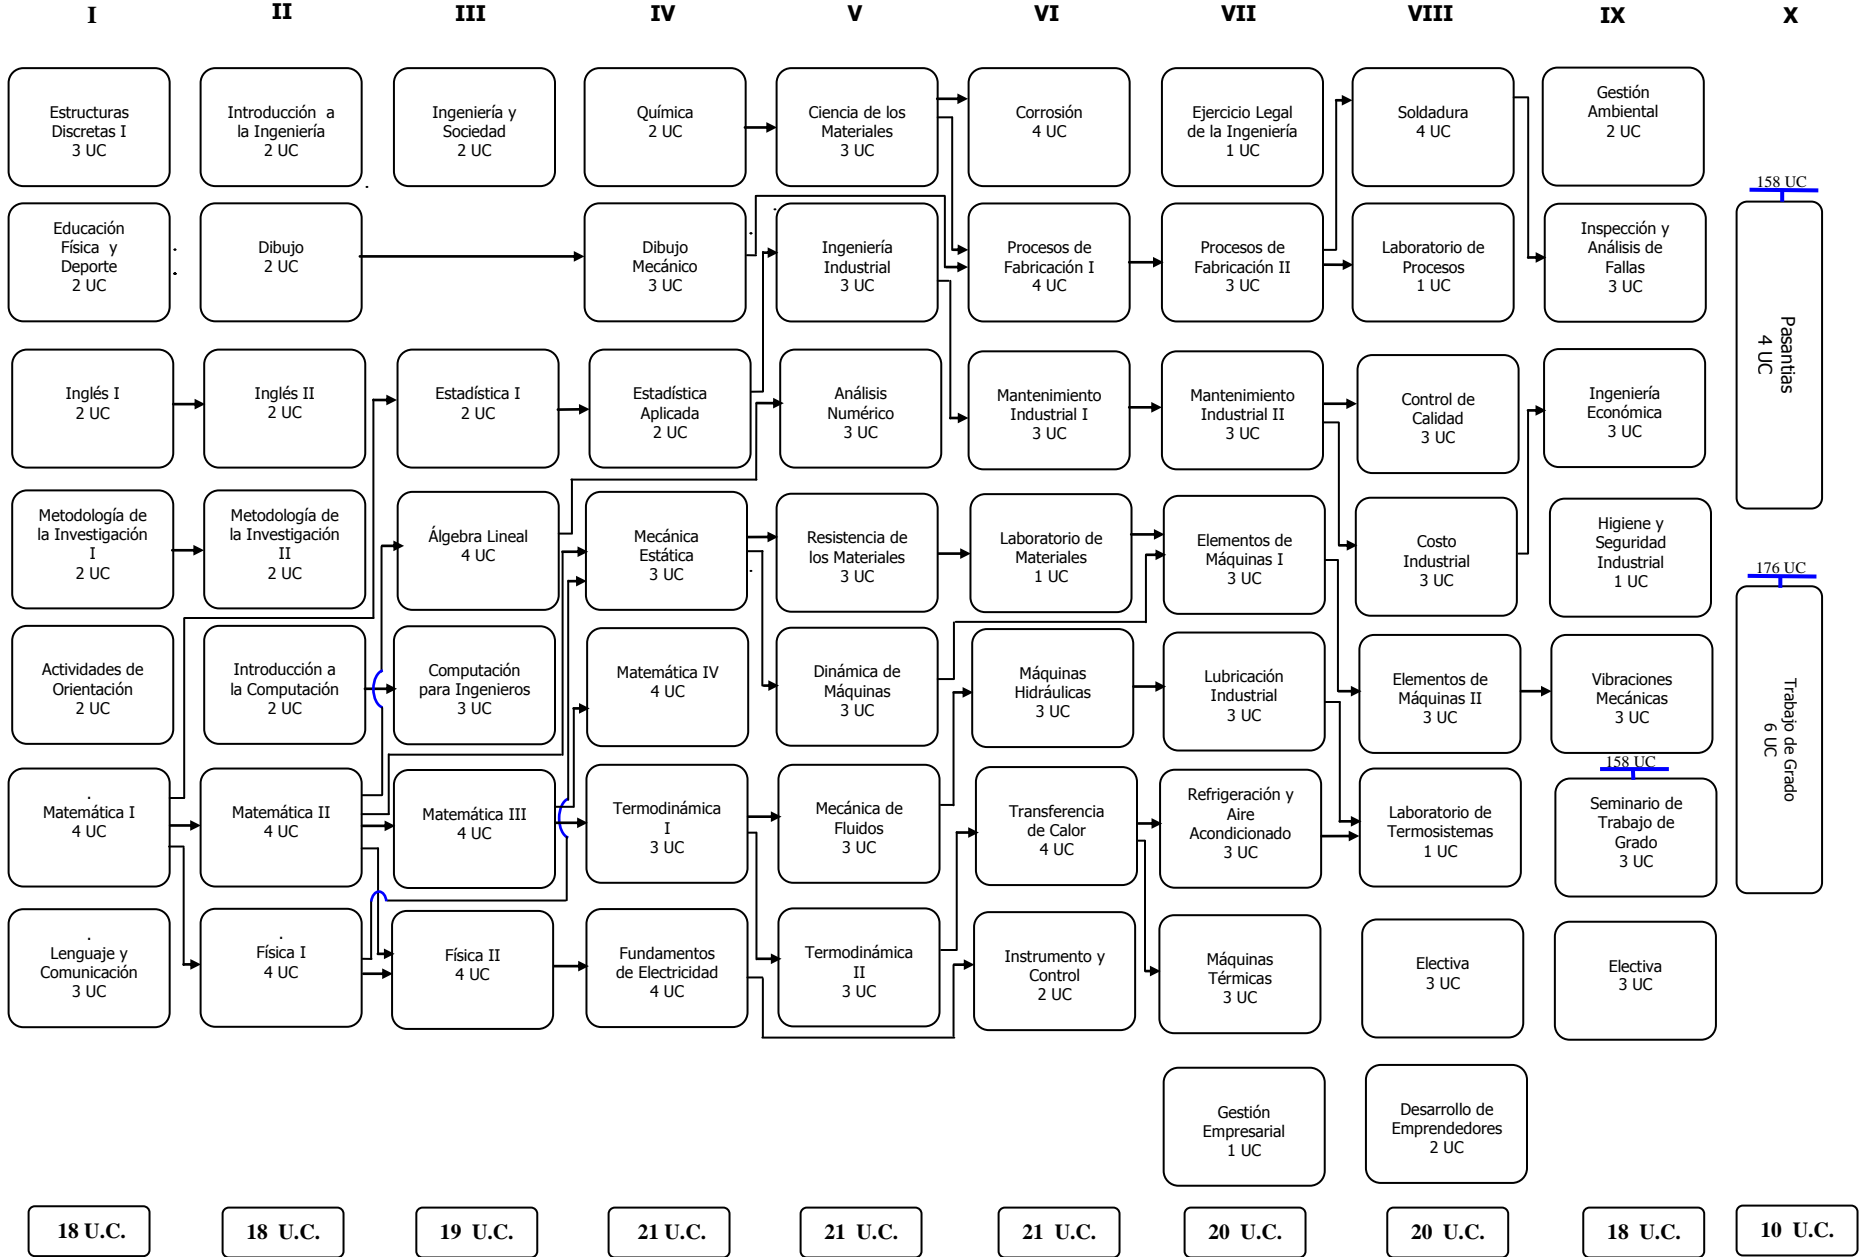 I
II
III
IV
V
VI
VII
VIII
IX
X
Estructuras
Discretas I
3 UC
Introducción a
la Ingeniería
2 UC
Ingeniería y
Sociedad
2 UC
Química
2 UC
Ciencia de los
Materiales
3 UC
Corrosión
4 UC
Ejercicio Legal
de la Ingeniería
1 UC
Soldadura
4 UC
Gestión
Ambiental
2 UC
158 UC
Pasantias
4 UC
Educación
Física y
Deporte
2 UC
Dibujo
2 UC
Dibujo
Mecánico
3 UC
Ingeniería
Industrial
3 UC
Procesos de
Fabricación I
4 UC
Procesos de
Fabricación II
3 UC
Laboratorio de
Procesos
1 UC
Inspección y
Análisis de
Fallas
3 UC
Inglés I
2 UC
Inglés II
2 UC
Estadística I
2 UC
Estadística
Aplicada
2 UC
Análisis
Numérico
3 UC
Mantenimiento
Industrial I
3 UC
Mantenimiento
Industrial II
3 UC
Control de
Calidad
3 UC
Ingeniería
Económica
3 UC
Metodología de
la Investigación
I
2 UC
Metodología de
la Investigación
II
2 UC
Álgebra Lineal
4 UC
Mecánica
Estática
3 UC
Resistencia de
los Materiales
3 UC
Laboratorio de
Materiales
1 UC
Elementos de
Máquinas I
3 UC
Costo
Industrial
3 UC
Higiene y
Seguridad
Industrial
1 UC
176 UC
Trabajo de Grado
6 UC
Actividades de
Orientación
2 UC
Introducción a
la Computación
2 UC
Computación
para Ingenieros
3 UC
Matemática IV
4 UC
Dinámica de
Máquinas
3 UC
Máquinas
Hidráulicas
3 UC
Lubricación
Industrial
3 UC
Elementos de
Máquinas II
3 UC
Vibraciones
Mecánicas
3 UC
Matemática I
4 UC
Matemática II
4 UC
Matemática III
4 UC
Termodinámica
I
3 UC
Mecánica de
Fluidos
3 UC
Transferencia
de Calor
4 UC
Refrigeración y
Aire
Acondicionado
3 UC
Laboratorio de
Termosistemas
1 UC
158 UC
Seminario de
Trabajo de
Grado
3 UC
Lenguaje y
Comunicación
3 UC
Física I
4 UC
Física II
4 UC
Fundamentos
de Electricidad
4 UC
Termodinámica
II
3 UC
Instrumento y
Control
2 UC
Máquinas
Térmicas
3 UC
Electiva
3 UC
Electiva
3 UC
Gestión
Empresarial
1 UC
Desarrollo de
Emprendedores
2 UC
18 U.C.
18 U.C.
19 U.C.
21 U.C.
21 U.C.
21 U.C.
20 U.C.
20 U.C.
18 U.C.
10 U.C.